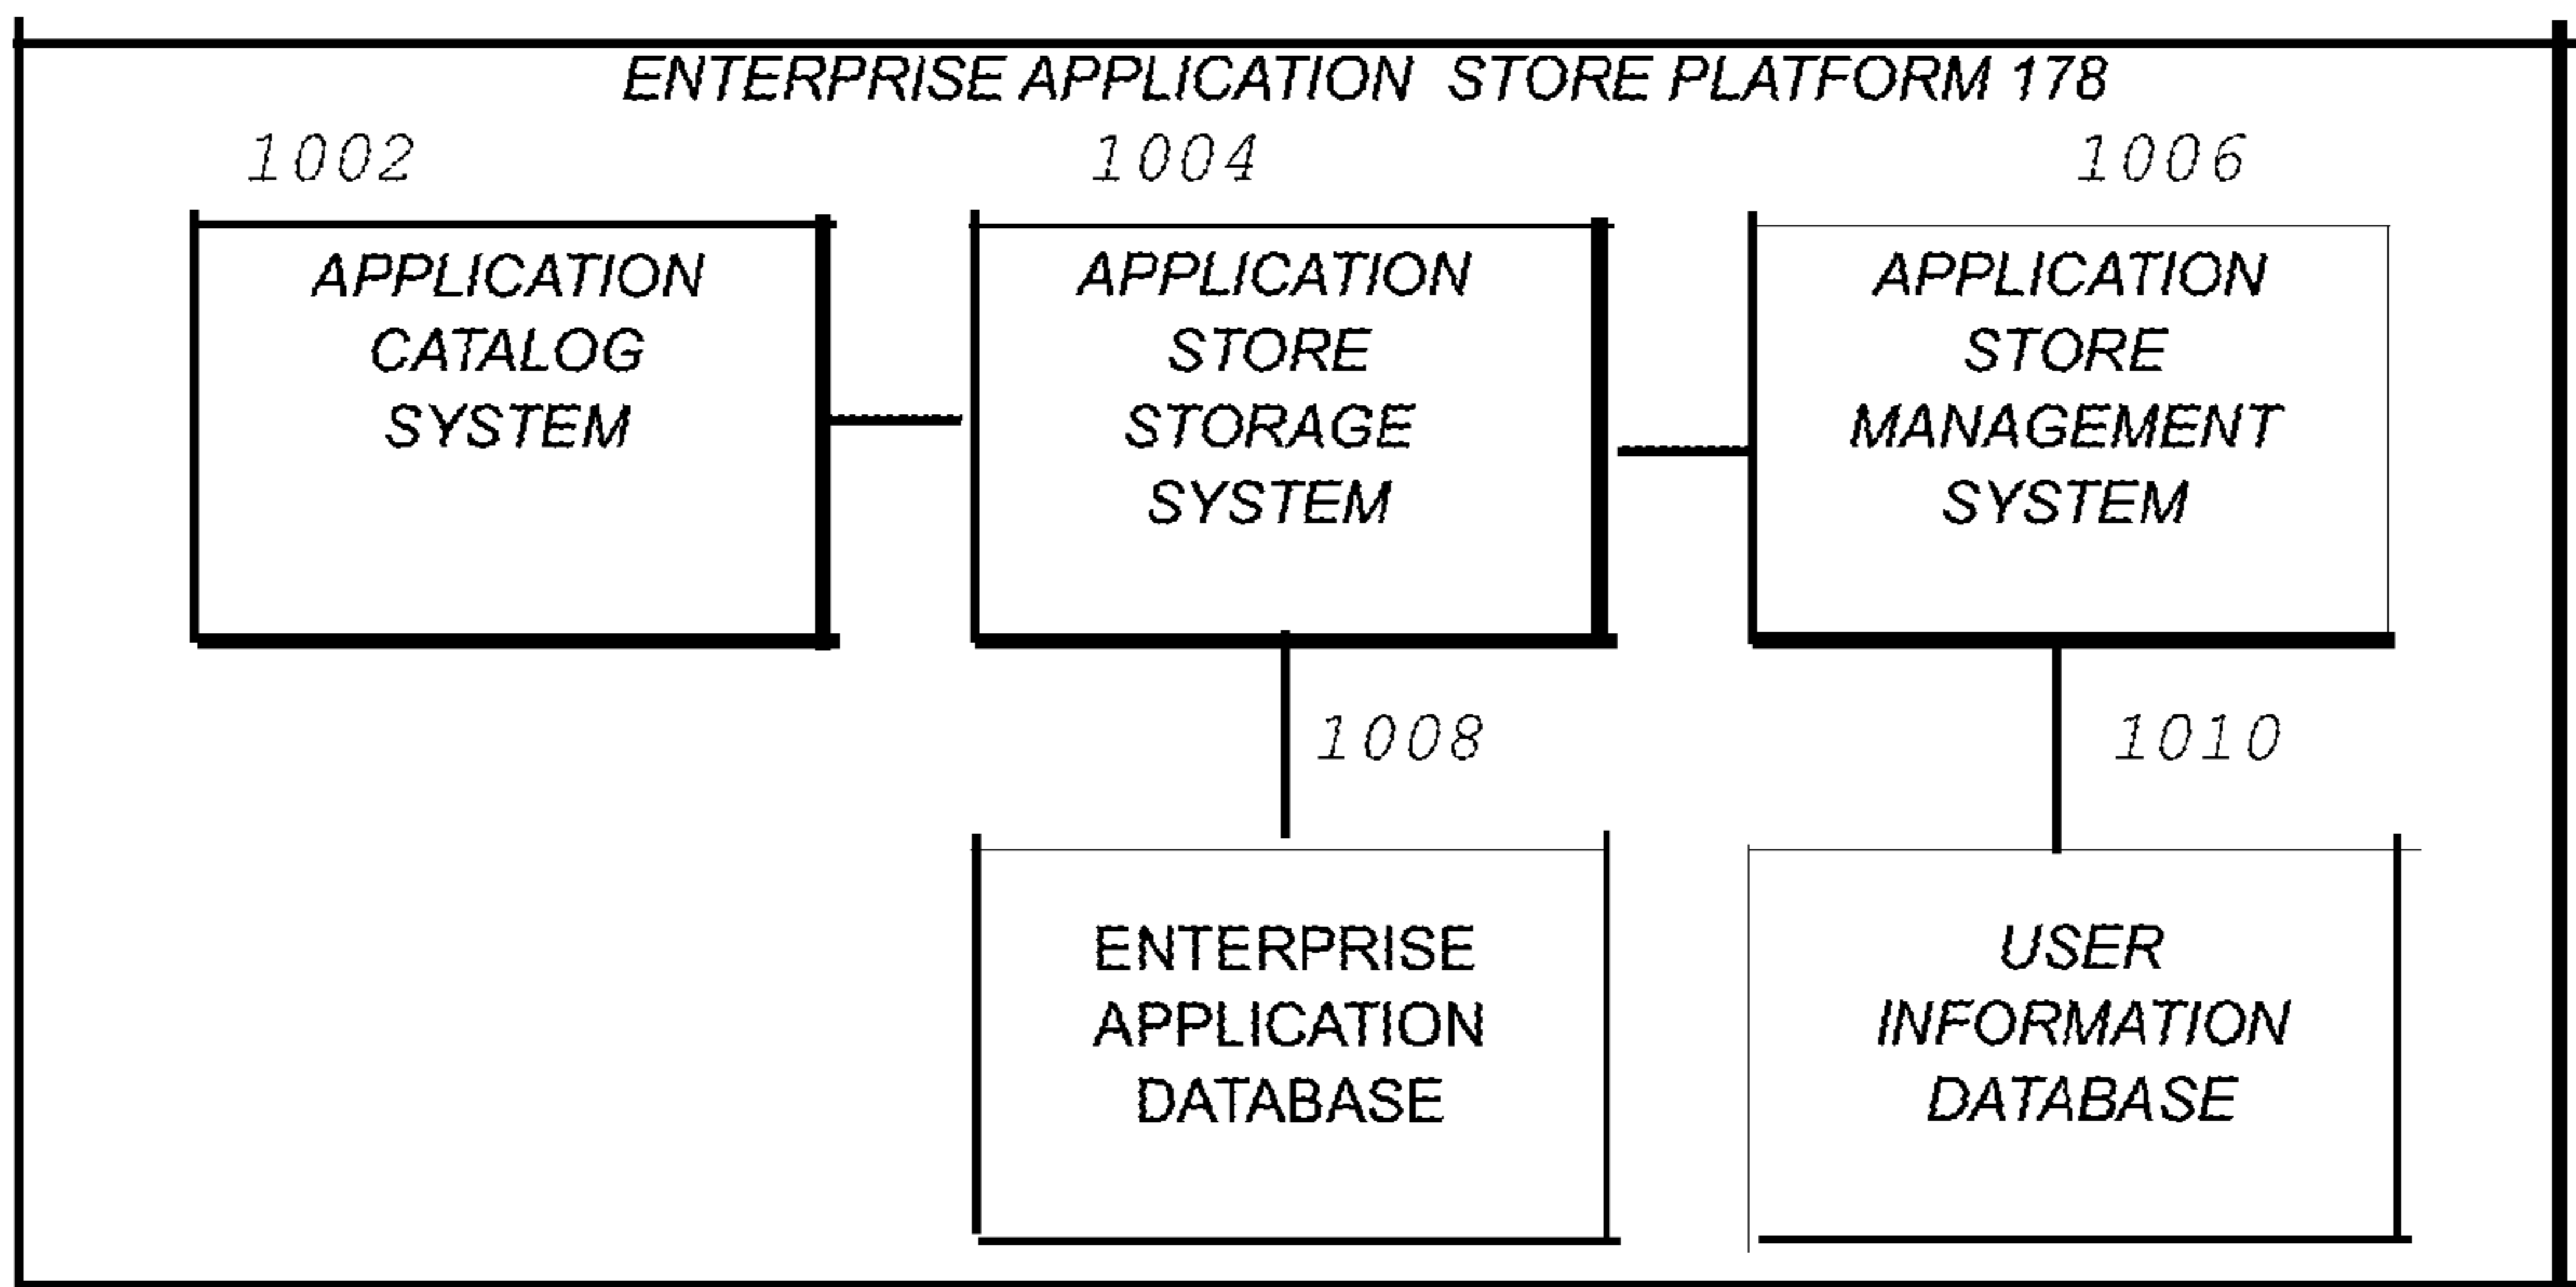 ENTERPRISE APPLICATION STORE PLATFORM 178
1002
1004
1006
APPLICATION
CATALOG
SYSTEM
APPLICATION
STORE
STORAGE
SYSTEM
APPLICATION
STORE
MANAGEMENT
SYSTEM
1008
1010
ENTERPRISE
APPLICATION
DATABASE
USER
INFORMATION
DATABASE